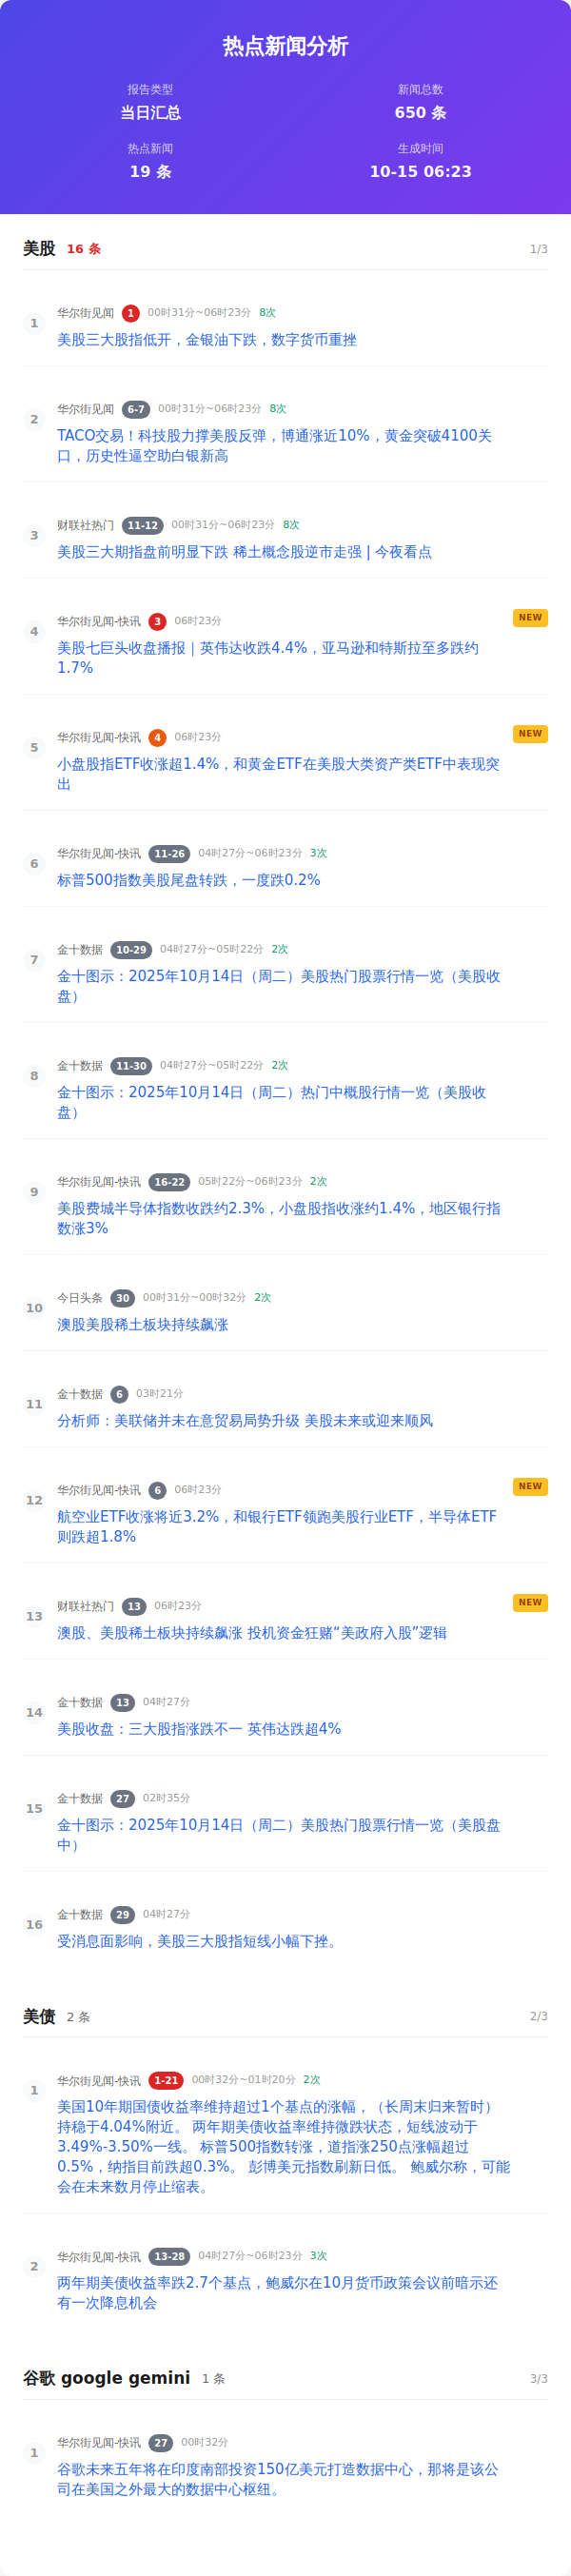 热点新闻分析
报告类型
当日汇总
新闻总数
650 条
热点新闻
19 条
生成时间
10-15 06:23
美股 16 条 1/3
1 华尔街见闻 1 00时31分~06时23分 8次
美股三大股指低开，金银油下跌，数字货币重挫
2 华尔街见闻 6-7 00时31分~06时23分 8次
TACO交易！科技股力撑美股反弹，博通涨近10%，黄金突破4100关
口，历史性逼空助白银新高
3 财联社热门 11-12 00时31分~06时23分 8次
美股三大期指盘前明显下跌 稀土概念股逆市走强 | 今夜看点
4 华尔街见闻-快讯 3 06时23分 NEW
美股七巨头收盘播报｜英伟达收跌4.4%，亚马逊和特斯拉至多跌约
1.7%
5 华尔街见闻-快讯 4 06时23分 NEW
小盘股指ETF收涨超1.4%，和黄金ETF在美股大类资产类ETF中表现突
出
6 华尔街见闻-快讯 11-26 04时27分~06时23分 3次
标普500指数美股尾盘转跌，一度跌0.2%
7 金十数据 10-29 04时27分~05时22分 2次
金十图示：2025年10月14日（周二）美股热门股票行情一览（美股收
盘）
8 金十数据 11-30 04时27分~05时22分 2次
金十图示：2025年10月14日（周二）热门中概股行情一览（美股收
盘）
9 华尔街见闻-快讯 16-22 05时22分~06时23分 2次
美股费城半导体指数收跌约2.3%，小盘股指收涨约1.4%，地区银行指
数涨3%
10 今日头条 30 00时31分~00时32分 2次
澳股美股稀土板块持续飙涨
11 金十数据 6 03时21分
分析师：美联储并未在意贸易局势升级 美股未来或迎来顺风
12 华尔街见闻-快讯 6 06时23分 NEW
航空业ETF收涨将近3.2%，和银行ETF领跑美股行业ETF，半导体ETF
则跌超1.8%
13 财联社热门 13 06时23分 NEW
澳股、美股稀土板块持续飙涨 投机资金狂赌“美政府入股”逻辑
14 金十数据 13 04时27分
美股收盘：三大股指涨跌不一 英伟达跌超4%
15 金十数据 27 02时35分
金十图示：2025年10月14日（周二）美股热门股票行情一览（美股盘
中）
16 金十数据 29 04时27分
受消息面影响，美股三大股指短线小幅下挫。
美债 2 条 2/3
1 华尔街见闻-快讯 1-21 00时32分~01时20分 2次
美国10年期国债收益率维持超过1个基点的涨幅，（长周末归来暂时）
持稳于4.04%附近。 两年期美债收益率维持微跌状态，短线波动于
3.49%-3.50%一线。 标普500指数转涨，道指涨250点涨幅超过
0.5%，纳指目前跌超0.3%。 彭博美元指数刷新日低。 鲍威尔称，可能
会在未来数月停止缩表。
2 华尔街见闻-快讯 13-28 04时27分~06时23分 3次
两年期美债收益率跌2.7个基点，鲍威尔在10月货币政策会议前暗示还
有一次降息机会
谷歌 google gemini 1 条 3/3
1 华尔街见闻-快讯 27 00时32分
谷歌未来五年将在印度南部投资150亿美元打造数据中心，那将是该公
司在美国之外最大的数据中心枢纽。